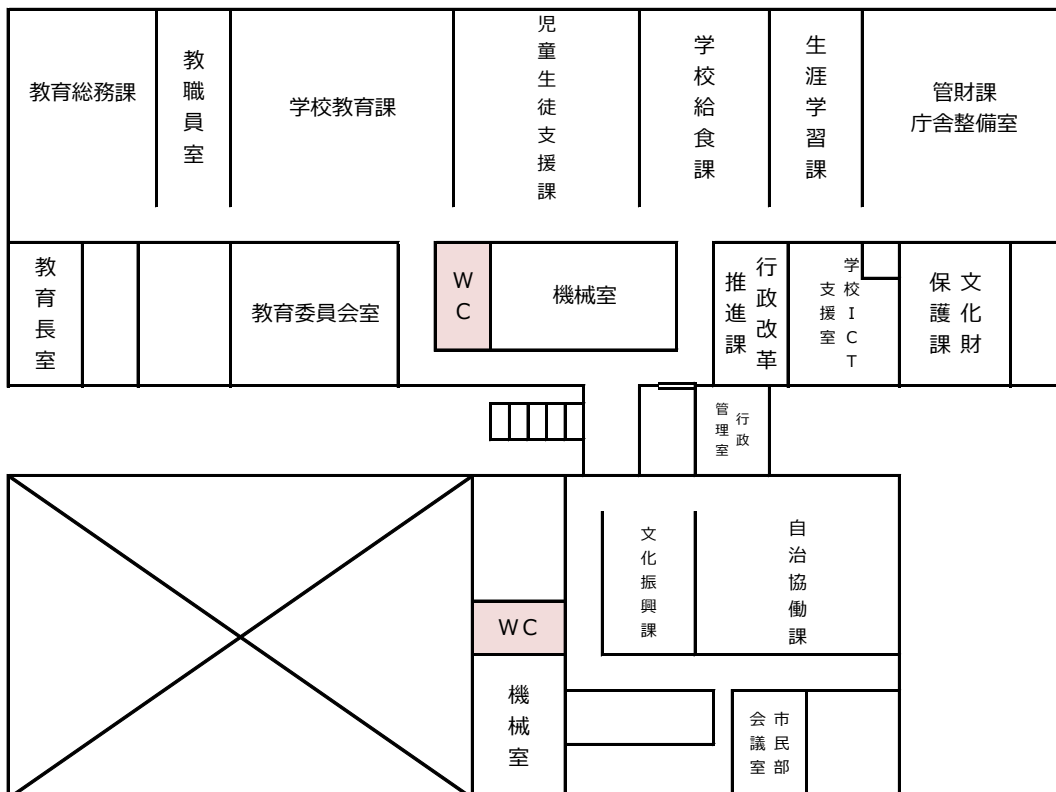 教育総務課
教職員室
学校教育課
児童生徒支援課
学校給食課
生涯学習課
管財課
庁舎整備室
教育長室
教育委員会室
WC
機械室
行政改革
推進課
学校ICT
支援室
文化財
保護課
行政
管理室
文化振興課
自治協働課
WC
機械室
市民部
会議室